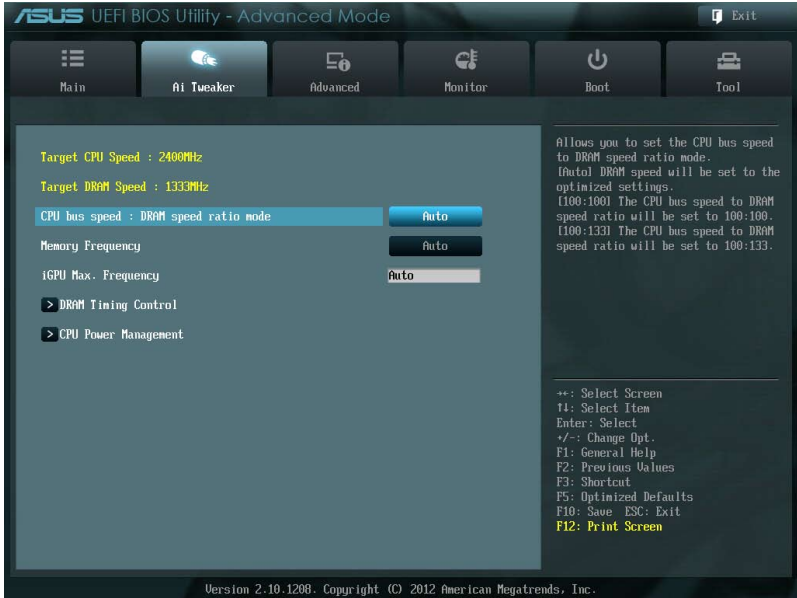 ASUS UEFI BIOS Utility - Advanced Mode
Exit
Main
Ai Tweaker
Advanced
Monitor
Boot
Tool
Target CPU Speed : 2400MHz
Target DRAM Speed : 1333MHz
CPU bus speed : DRAM speed ratio mode Auto
Memory Frequency Auto
iGPU Max. Frequency Auto
> DRAM Timing Control
> CPU Power Management
Allows you to set the CPU bus speed
to DRAM speed ratio mode.
[Auto] DRAM speed will be set to the
optimized settings.
[100:100] The CPU bus speed to DRAM
speed ratio will be set to 100:100.
[100:133] The CPU bus speed to DRAM
speed ratio will be set to 100:133.
→←: Select Screen
↑↓: Select Item
Enter: Select
+/-: Change Opt.
F1: General Help
F2: Previous Values
F3: Shortcut
F5: Optimized Defaults
F10: Save ESC: Exit
F12: Print Screen
Version 2.10.1208. Copyright (C) 2012 American Megatrends, Inc.